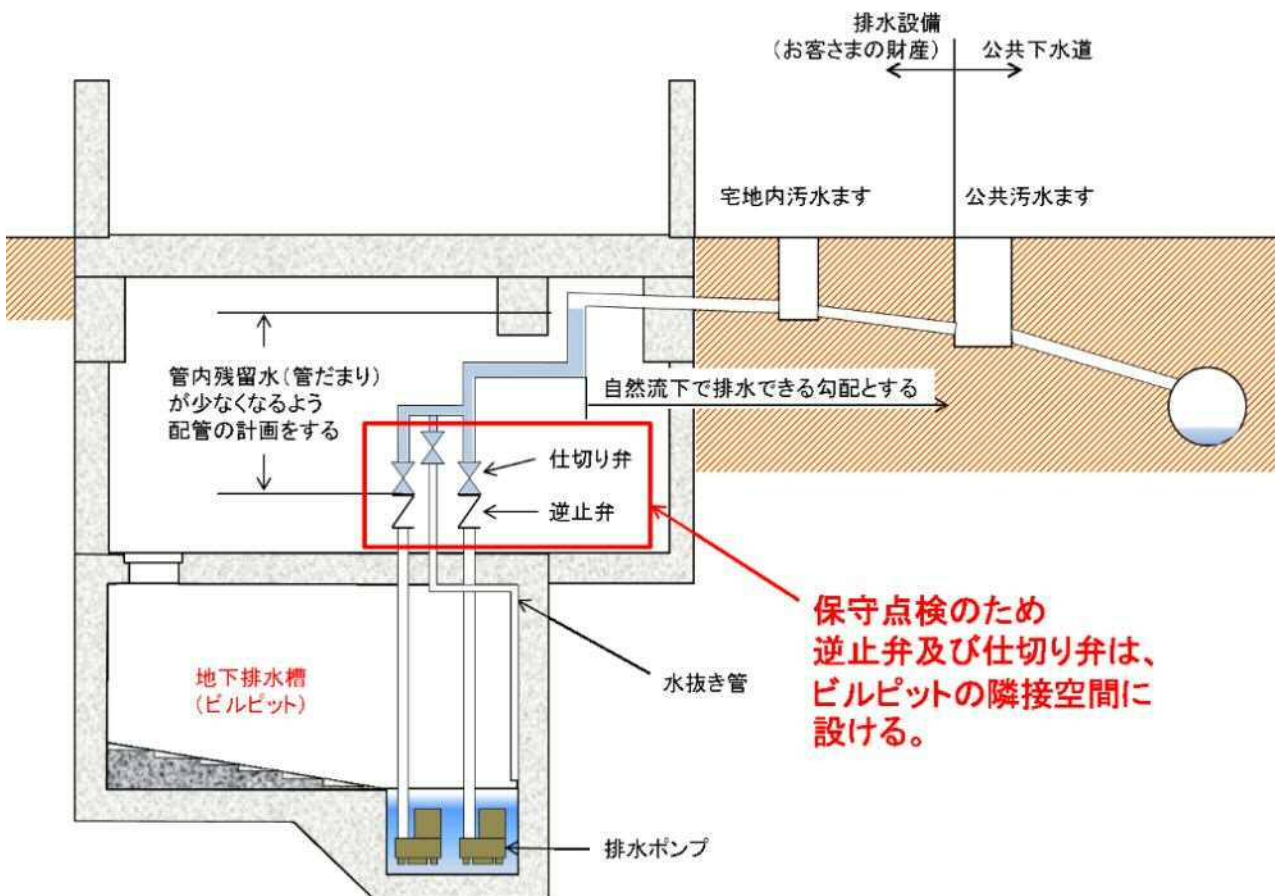 排水設備
(お客さまの財産)
公共下水道
宅地内汚水ます
公共汚水ます
管内残留水(管だまり)
が少なくなるよう
配管の計画をする
自然流下で排水できる勾配とする
仕切り弁
逆止弁
保守点検のため
逆止弁及び仕切り弁は、
ビルピットの隣接空間に
設ける。
地下排水槽
(ビルピット)
水抜き管
排水ポンプ